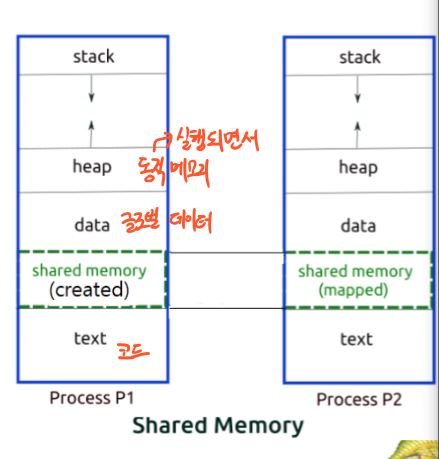 stack
stack
→ 실행되면서
heap 동적 메모리
heap
data 글로벌 데이터
data
shared memory
(created)
shared memory
(mapped)
text 코드
text
Process P1
Process P2
Shared Memory